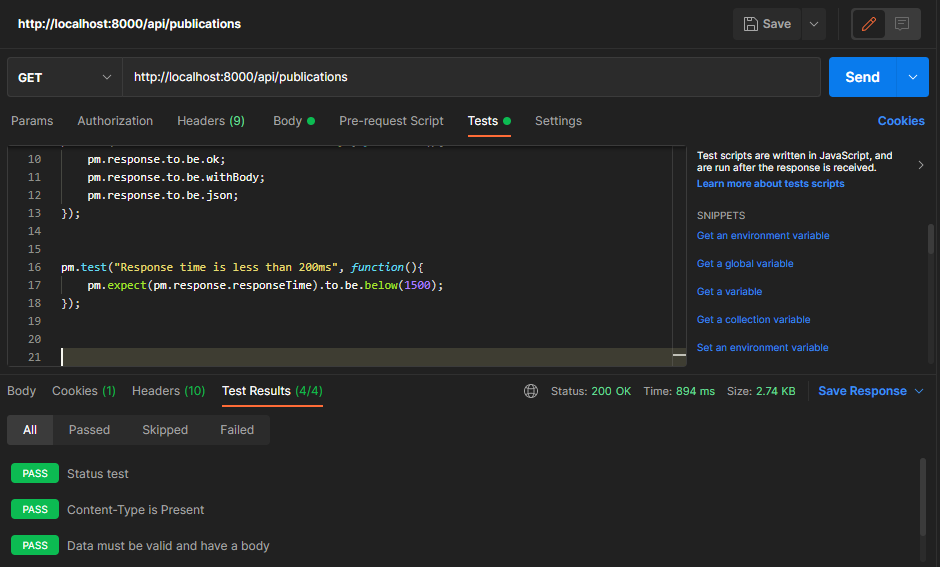 http://localhost:8000/api/publications
Save
GET
http://localhost:8000/api/publications
Send
Params Authorization Headers (9) Body Pre-request Script Tests Settings Cookies
10 pm.response.to.be.ok;
11 pm.response.to.be.withBody;
12 pm.response.to.be.json;
13 });
14
15
16 pm.test("Response time is less than 200ms", function(){
17 pm.expect(pm.response.responseTime).to.be.below(1500);
18 });
19
20
21
Test scripts are written in JavaScript, and
are run after the response is received.
Learn more about tests scripts
SNIPPETS
Get an environment variable
Get a global variable
Get a variable
Get a collection variable
Set an environment variable
Body Cookies (1) Headers (10) Test Results (4/4) Status: 200 OK Time: 894 ms Size: 2.74 KB Save Response
All Passed Skipped Failed
PASS Status test
PASS Content-Type is Present
PASS Data must be valid and have a body